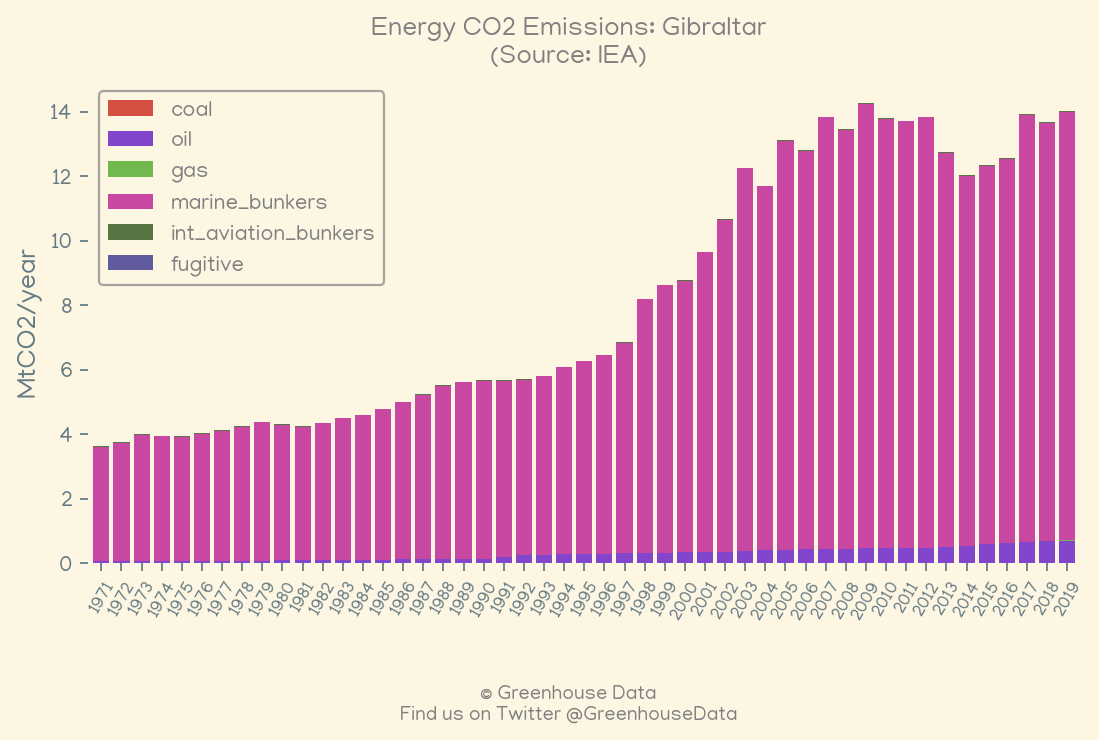 Energy CO2 Emissions: Gibraltar
(Source: IEA)
coal
oil
gas
marine_bunkers
int_aviation_bunkers
fugitive
MtCO2/year
14
12
10
8
6
4
2
0
1971 1972 1973 1974 1975 1976 1977 1978 1979 1980 1981 1982 1983 1984 1985 1986 1987 1988 1989 1990 1991 1992 1993 1994 1995 1996 1997 1998 1999 2000 2001 2002 2003 2004 2005 2006 2007 2008 2009 2010 2011 2012 2013 2014 2015 2016 2017 2018 2019
© Greenhouse Data
Find us on Twitter @GreenhouseData